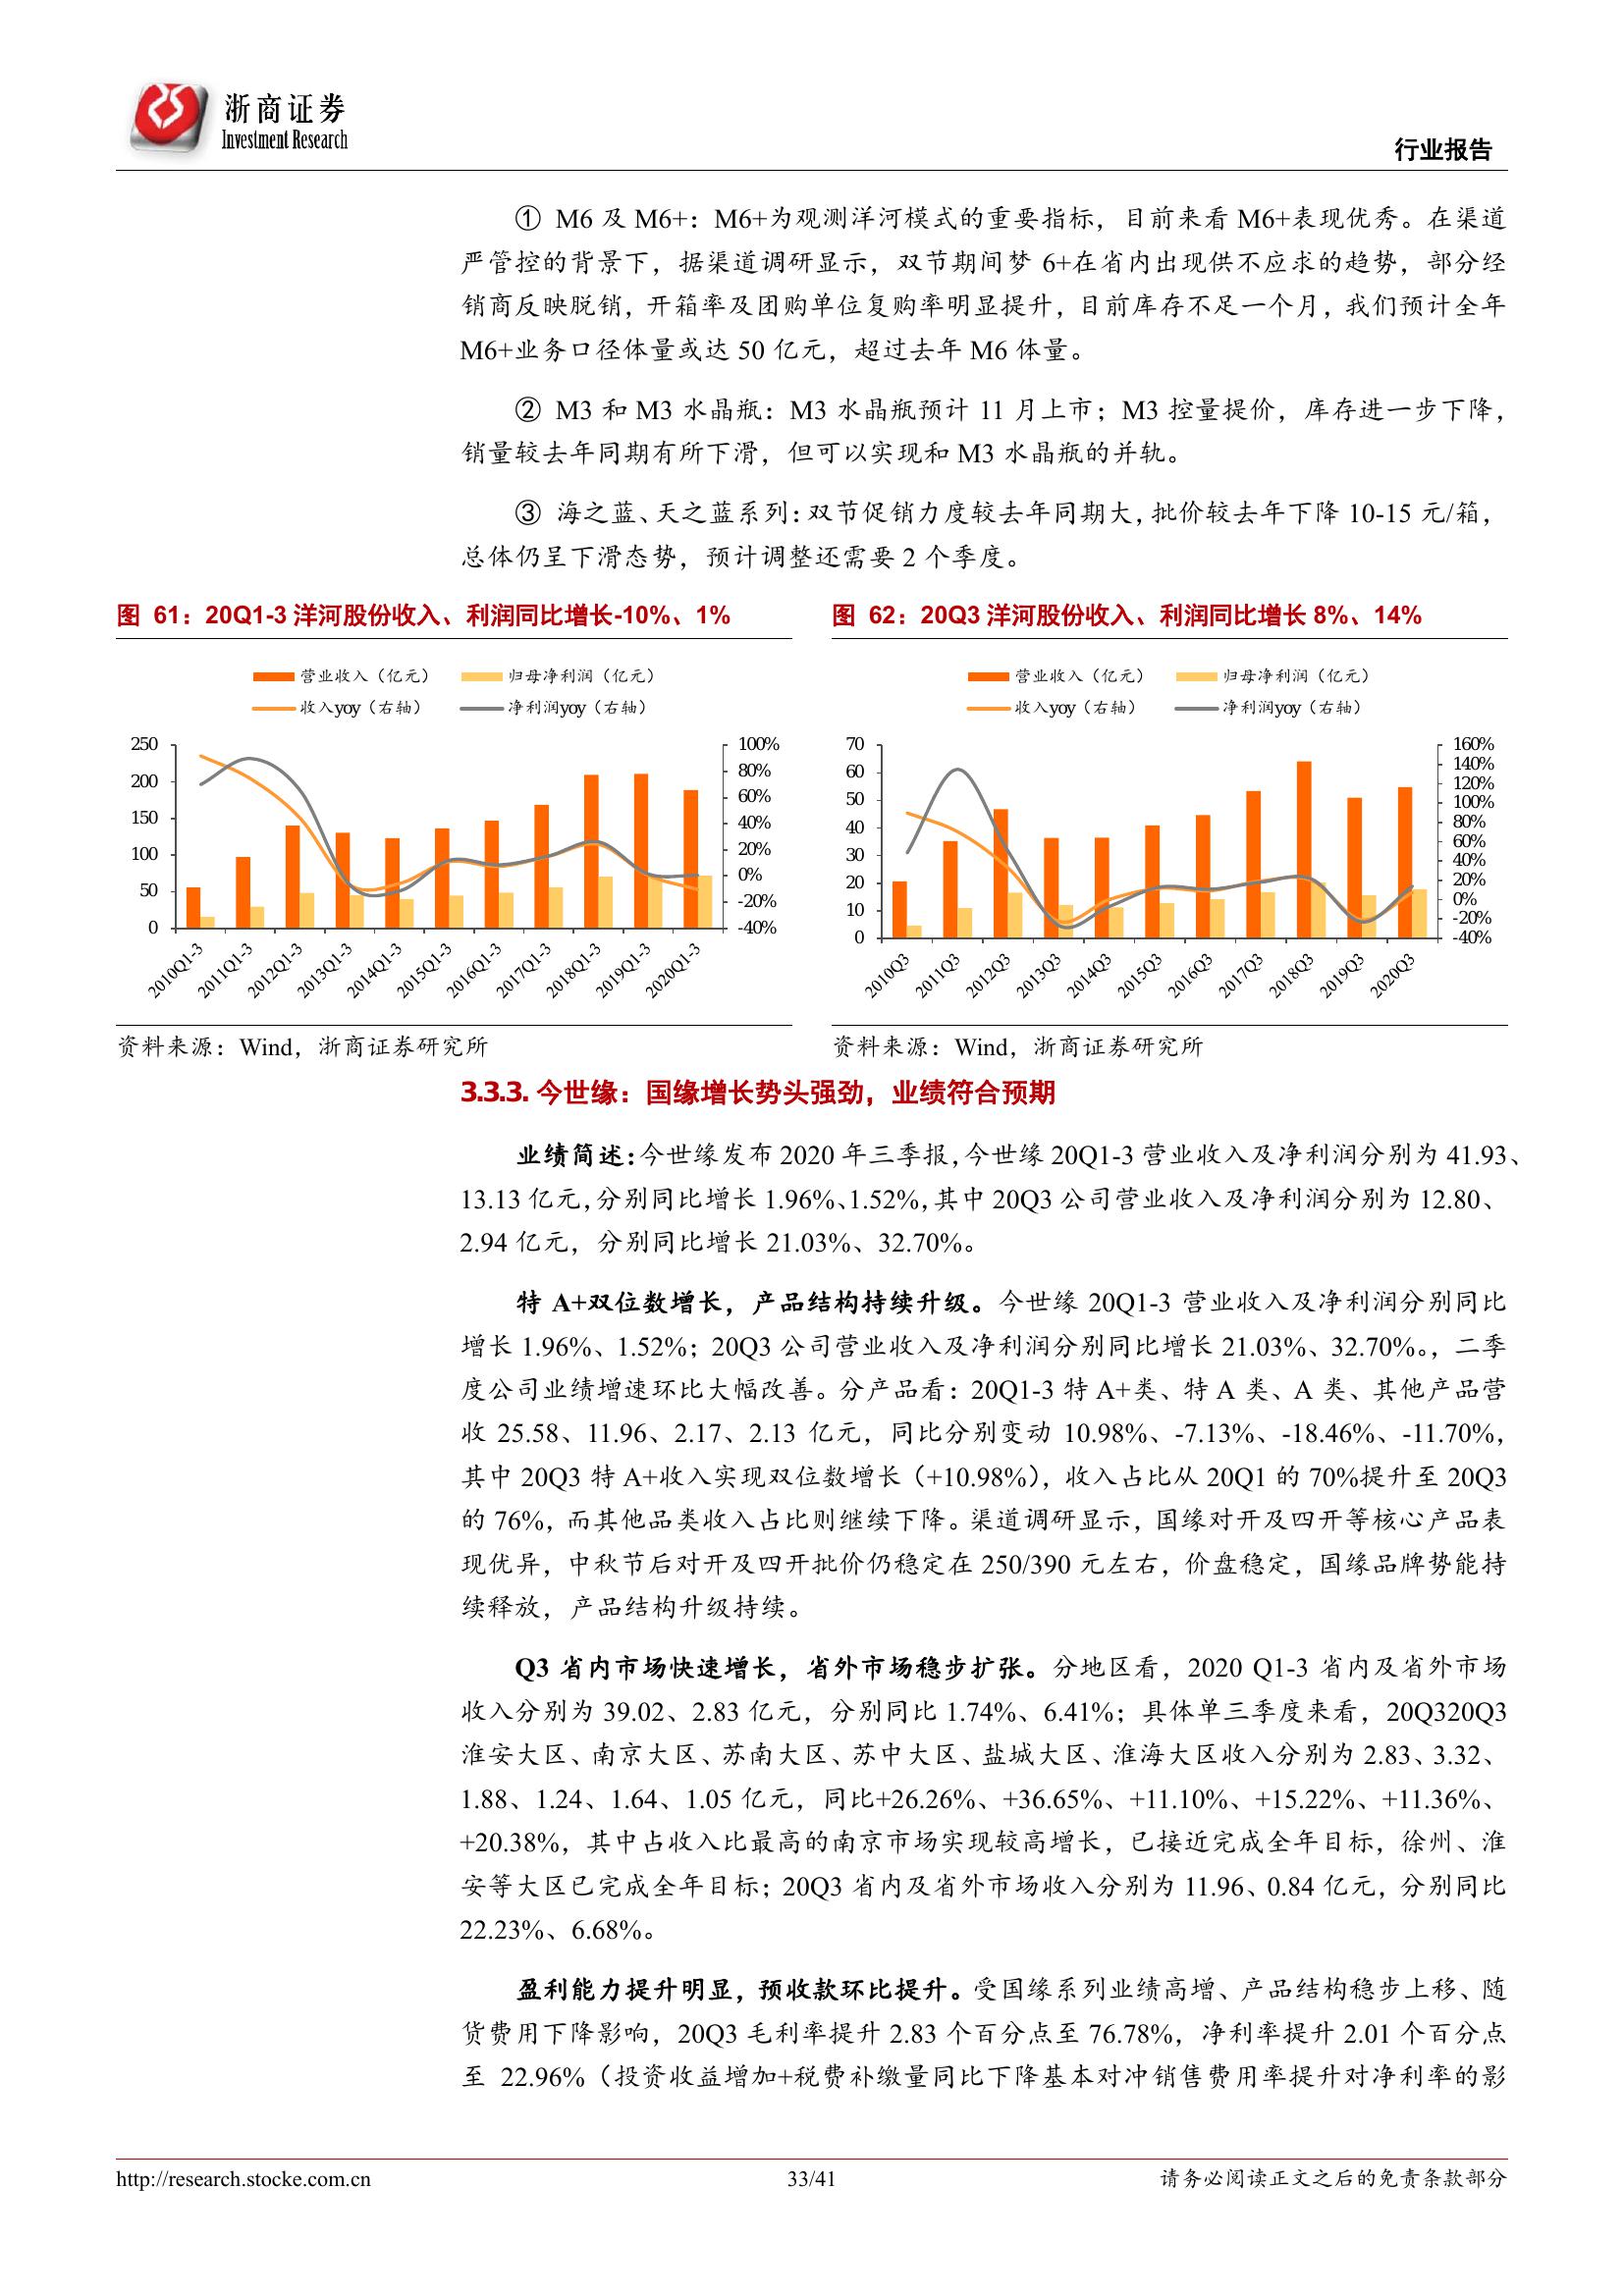 浙商证券
Investment Research
行业报告
① M6 及 M6+：M6+为观测洋河模式的重要指标，目前来看 M6+表现优秀。在渠道
严管控的背景下，据渠道调研显示，双节期间梦 6+在省内出现供不应求的趋势，部分经
销商反映脱销，开箱率及团购单位复购率明显提升，目前库存不足一个月，我们预计全年
M6+业务口径体量或达 50 亿元，超过去年 M6 体量。
② M3 和 M3 水晶瓶：M3 水晶瓶预计 11 月上市；M3 控量提价，库存进一步下降，
销量较去年同期有所下滑，但可以实现和 M3 水晶瓶的并轨。
③ 海之蓝、天之蓝系列：双节促销力度较去年同期大，批价较去年下降 10-15 元/箱，
总体仍呈下滑态势，预计调整还需要 2 个季度。
图 61：20Q1-3 洋河股份收入、利润同比增长-10%、1%
营业收入（亿元） 归母净利润（亿元）
收入yoy（右轴） 净利润yoy（右轴）
250
200
150
100
50
0
100%
80%
60%
40%
20%
0%
-20%
-40%
2010Q1-3 2011Q1-3 2012Q1-3 2013Q1-3 2014Q1-3 2015Q1-3 2016Q1-3 2017Q1-3 2018Q1-3 2019Q1-3 2020Q1-3
资料来源：Wind，浙商证券研究所
图 62：20Q3 洋河股份收入、利润同比增长 8%、14%
营业收入（亿元） 归母净利润（亿元）
收入yoy（右轴） 净利润yoy（右轴）
70
60
50
40
30
20
10
0
160%
140%
120%
100%
80%
60%
40%
20%
0%
-20%
-40%
2010Q3 2011Q3 2012Q3 2013Q3 2014Q3 2015Q3 2016Q3 2017Q3 2018Q3 2019Q3 2020Q3
资料来源：Wind，浙商证券研究所
3.3.3. 今世缘：国缘增长势头强劲，业绩符合预期
业绩简述：今世缘发布 2020 年三季报，今世缘 20Q1-3 营业收入及净利润分别为 41.93、
13.13 亿元，分别同比增长 1.96%、1.52%，其中 20Q3 公司营业收入及净利润分别为 12.80、
2.94 亿元，分别同比增长 21.03%、32.70%。
特 A+双位数增长，产品结构持续升级。今世缘 20Q1-3 营业收入及净利润分别同比
增长 1.96%、1.52%；20Q3 公司营业收入及净利润分别同比增长 21.03%、32.70%。，二季
度公司业绩增速环比大幅改善。分产品看：20Q1-3 特 A+类、特 A 类、A 类、其他产品营
收 25.58、11.96、2.17、2.13 亿元，同比分别变动 10.98%、-7.13%、-18.46%、-11.70%，
其中 20Q3 特 A+收入实现双位数增长（+10.98%），收入占比从 20Q1 的 70%提升至 20Q3
的 76%，而其他品类收入占比则继续下降。渠道调研显示，国缘对开及四开等核心产品表
现优异，中秋节后对开及四开批价仍稳定在 250/390 元左右，价盘稳定，国缘品牌势能持
续释放，产品结构升级持续。
Q3 省内市场快速增长，省外市场稳步扩张。分地区看，2020 Q1-3 省内及省外市场
收入分别为 39.02、2.83 亿元，分别同比 1.74%、6.41%；具体单三季度来看，20Q320Q3
淮安大区、南京大区、苏南大区、苏中大区、盐城大区、淮海大区收入分别为 2.83、3.32、
1.88、1.24、1.64、1.05 亿元，同比+26.26%、+36.65%、+11.10%、+15.22%、+11.36%、
+20.38%，其中占收入比最高的南京市场实现较高增长，已接近完成全年目标，徐州、淮
安等大区已完成全年目标；20Q3 省内及省外市场收入分别为 11.96、0.84 亿元，分别同比
22.23%、6.68%。
盈利能力提升明显，预收款环比提升。受国缘系列业绩高增、产品结构稳步上移、随
货费用下降影响，20Q3 毛利率提升 2.83 个百分点至 76.78%，净利率提升 2.01 个百分点
至 22.96%（投资收益增加+税费补缴量同比下降基本对冲销售费用率提升对净利率的影
http://research.stocke.com.cn
33/41
请务必阅读正文之后的免责条款部分